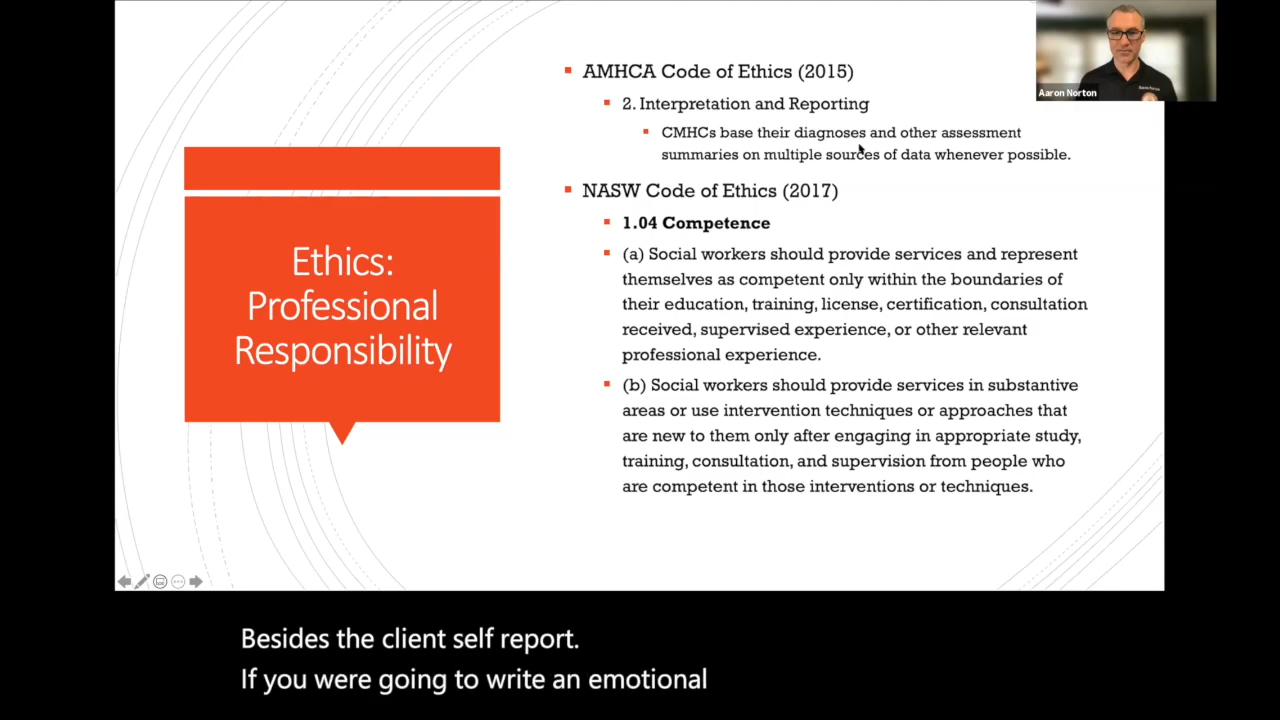 AMHCA Code of Ethics (2015)
2. Interpretation and Reporting
CMHCs base their diagnoses and other assessment
summaries on multiple sources of data whenever possible.
NASW Code of Ethics (2017)
1.04 Competence
(a) Social workers should provide services and represent
themselves as competent only within the boundaries of
their education, training, license, certification, consultation
received, supervised experience, or other relevant
professional experience.
(b) Social workers should provide services in substantive
areas or use intervention techniques or approaches that
are new to them only after engaging in appropriate study,
training, consultation, and supervision from people who
are competent in those interventions or techniques.
Ethics:
Professional
Responsibility
Aaron Norton
Besides the client self report.
If you were going to write an emotional